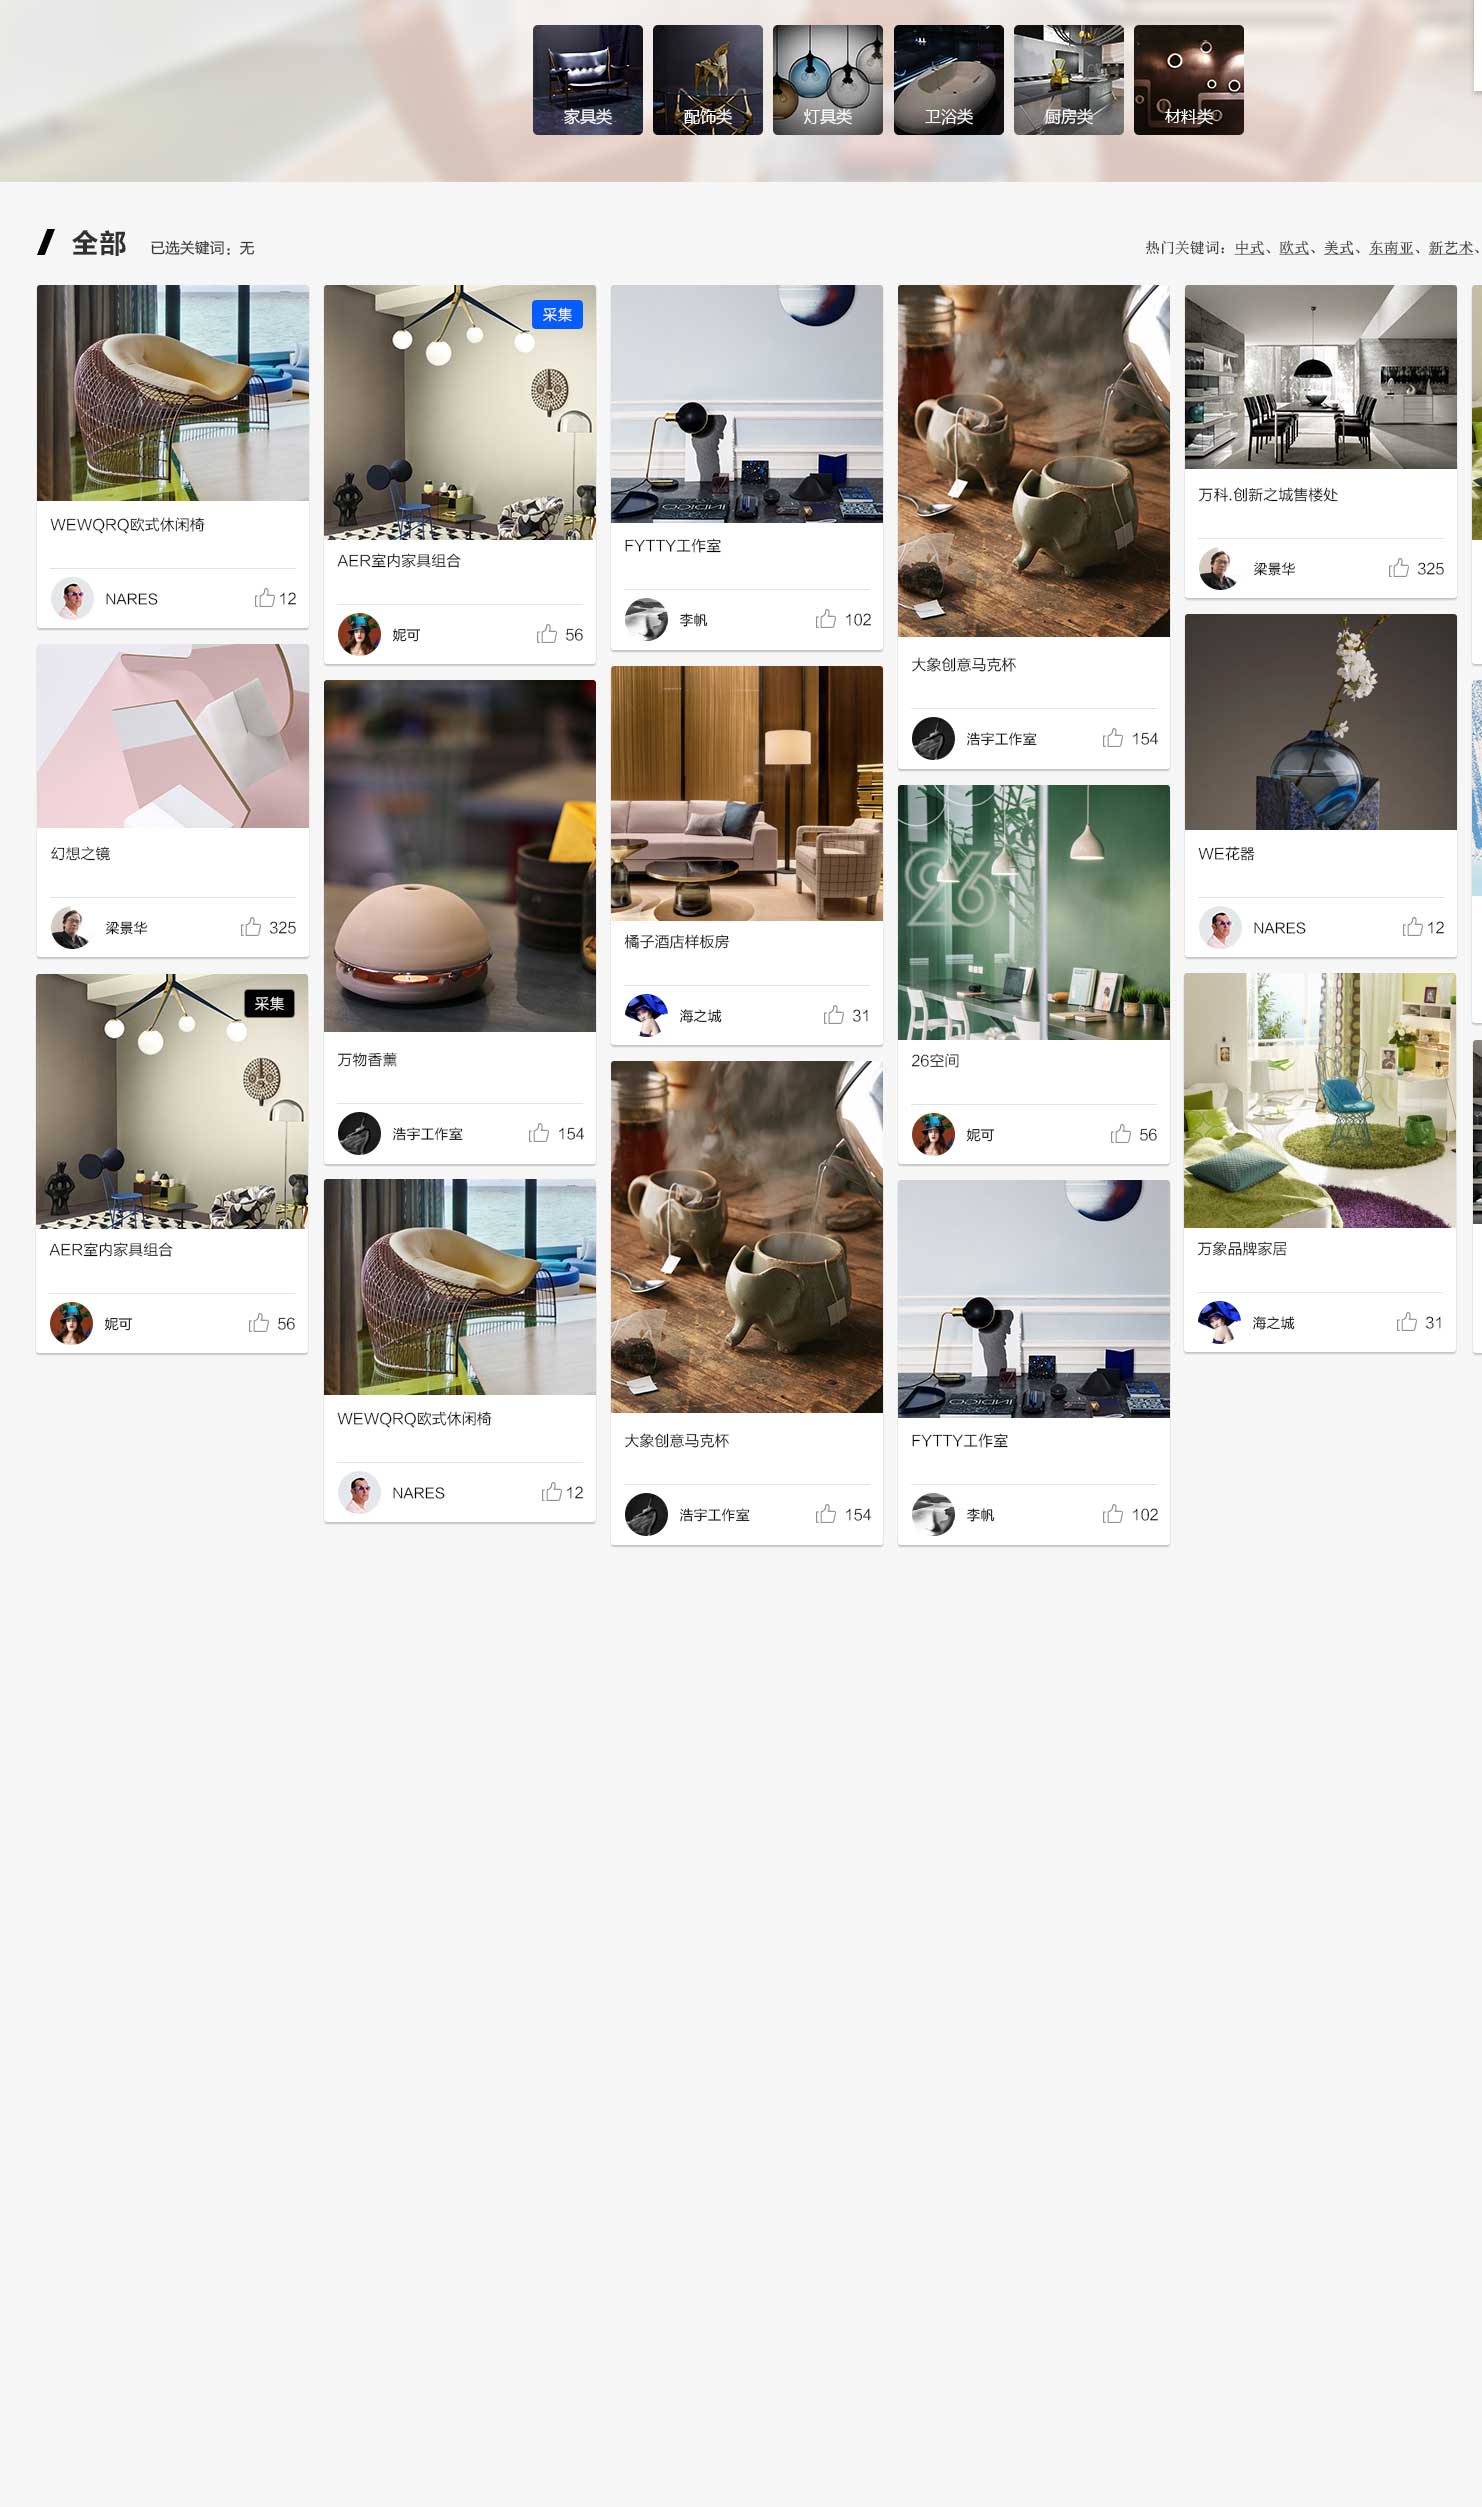 家具类
配饰类
灯具类
卫浴类
厨房类
材料类
全部
已选关键词：无
热门关键词：中式、欧式、美式、东南亚、新艺术、
WEWQRQ欧式休闲椅
NARES
12
幻想之镜
梁景华
325
采集
AER室内家具组合
妮可
56
采集
AER室内家具组合
妮可
56
万物香薰
浩宇工作室
154
WEWQRQ欧式休闲椅
NARES
12
INDIGO
FYTTY工作室
李帆
102
橘子酒店样板房
海之城
31
大象创意马克杯
浩宇工作室
154
大象创意马克杯
浩宇工作室
154
26
26空间
妮可
56
INDIGO
FYTTY工作室
李帆
102
万科.创新之城售楼处
梁景华
325
WE花器
NARES
12
万象品牌家居
海之城
31